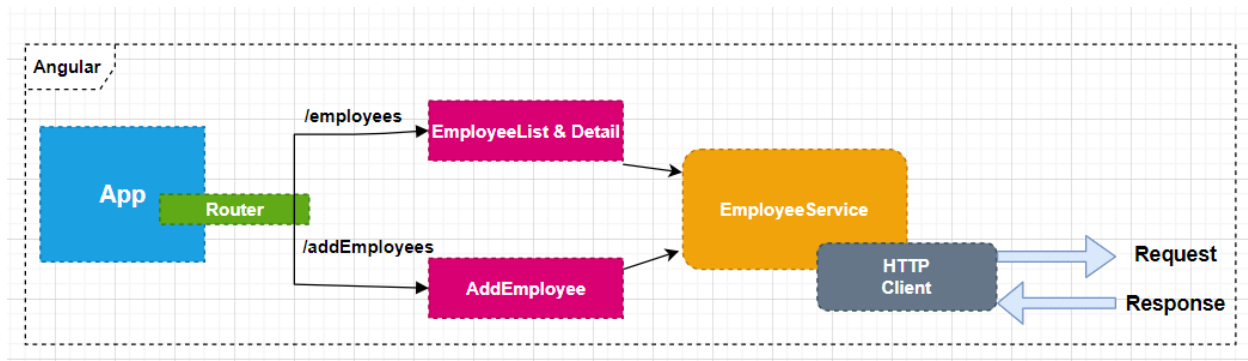 Angular
App
Router
/employees
/addEmployees
EmployeeList & Detail
AddEmployee
EmployeeService
HTTP
Client
Request
Response